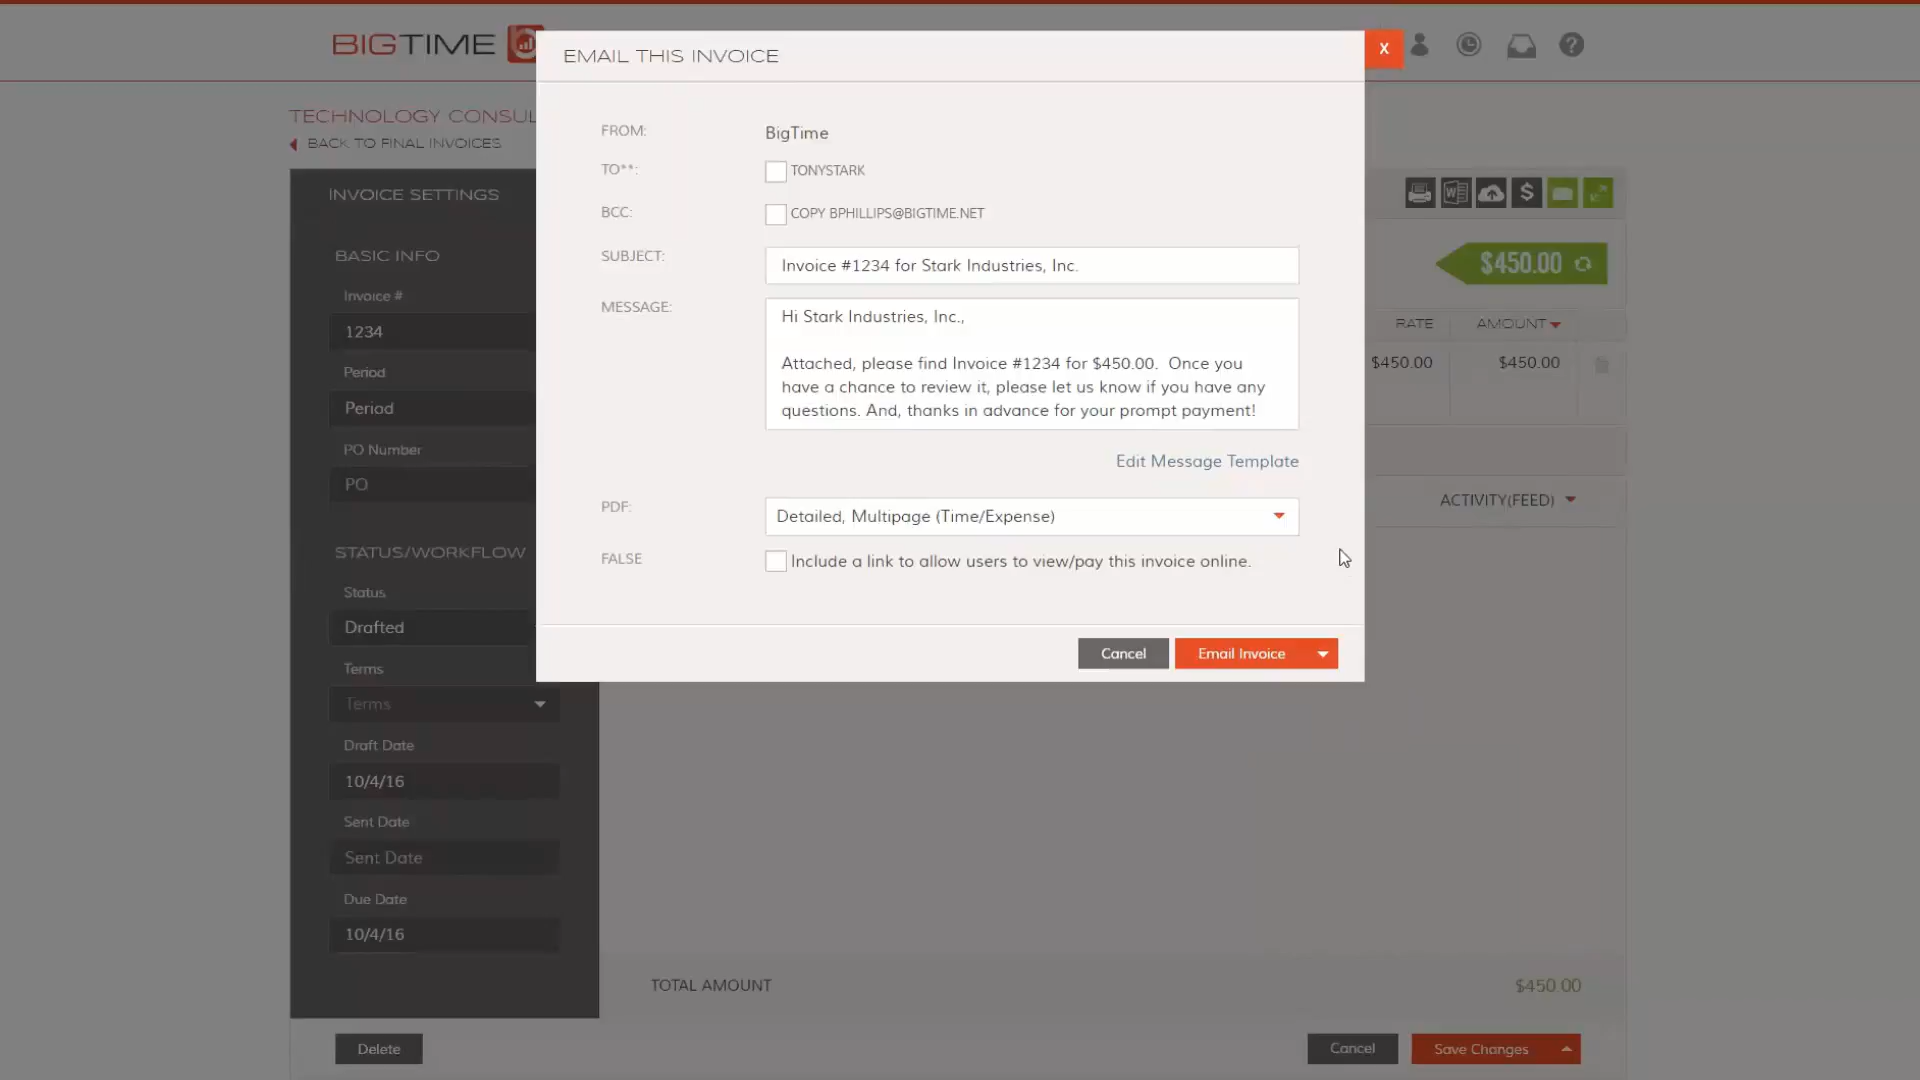 BIGTIME
EMAIL THIS INVOICE
X
?
TECHNOLOGY CONSUL
BACK TO FINAL INVOICES
INVOICE SETTINGS
BASIC INFO
Invoice #
1234
Period
Period
PO Number
PO
STATUS/WORKFLOW
Status
Drafted
Terms
Terms
Draft Date
10/4/16
Sent Date
Sent Date
Due Date
10/4/16
FROM: BigTime
TO**: TONYSTARK
BCC: COPY BPHILLIPS@BIGTIME.NET
SUBJECT: Invoice #1234 for Stark Industries, Inc.
MESSAGE: Hi Stark Industries, Inc.,
Attached, please find Invoice #1234 for $450.00. Once you
have a chance to review it, please let us know if you have any
questions. And, thanks in advance for your prompt payment!
Edit Message Template
PDF: Detailed, Multipage (Time/Expense)
FALSE Include a link to allow users to view/pay this invoice online.
Cancel Email Invoice
W $
$450.00
RATE AMOUNT
$450.00 $450.00
ACTIVITY(FEED)
TOTAL AMOUNT $450.00
Delete Cancel Save Changes